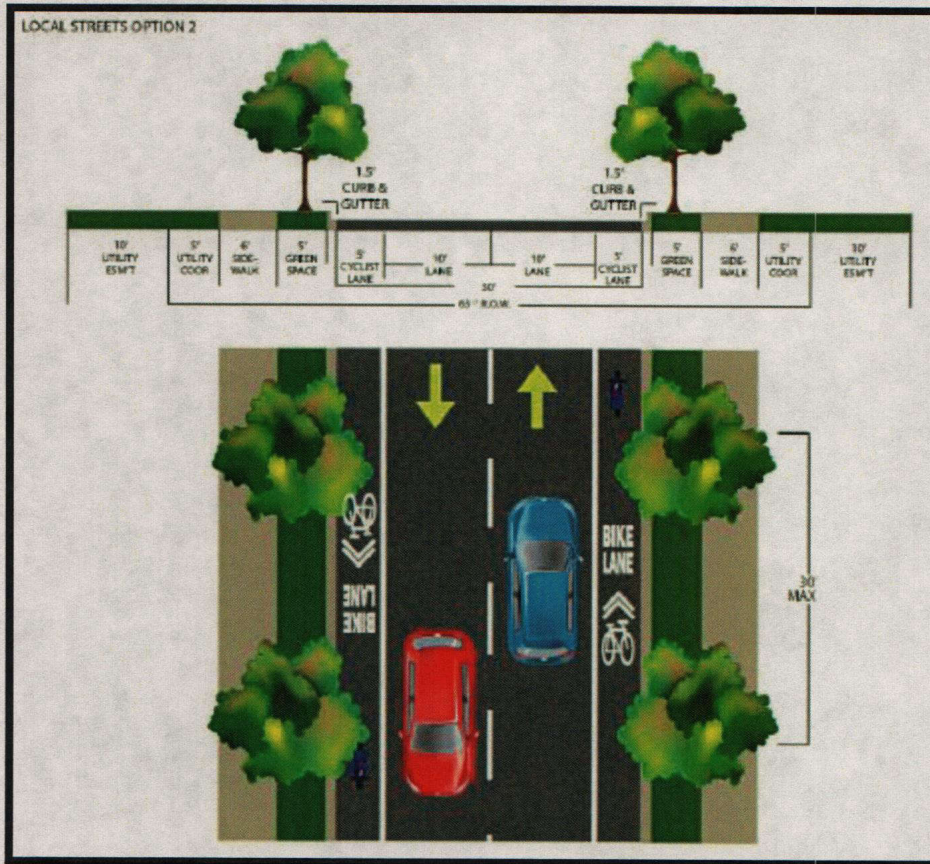 LOCAL STREETS OPTION 2
1.5'
CURB &
GUTTER
1.5'
CURB &
GUTTER
10'
UTILITY
ESM'T
5'
UTILITY
COOR
6'
SIDE-
WALK
5'
GREEN
SPACE
5'
CYCLIST
LANE
10'
LANE
10'
LANE
5'
CYCLIST
LANE
5'
GREEN
SPACE
6'
SIDE-
WALK
5'
UTILITY
COOR
10'
UTILITY
ESM'T
30'
R.O.W.
BIKE
LANE
BIKE
LANE
30'
MAX